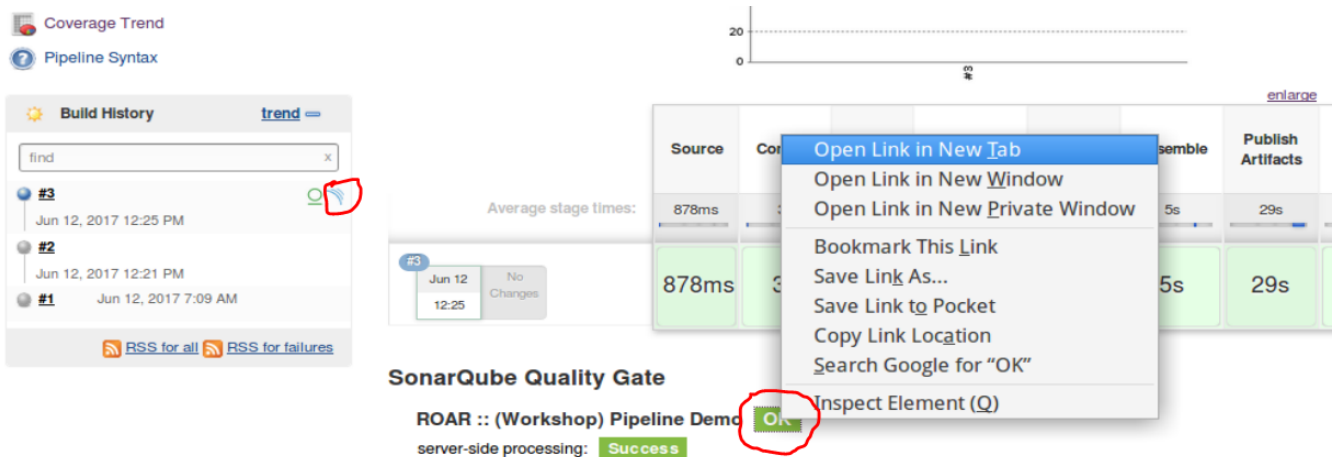 Coverage Trend
Pipeline Syntax
Build History trend
find x
#3
Jun 12, 2017 12:25 PM
#2
Jun 12, 2017 12:21 PM
#1 Jun 12, 2017 7:09 AM
RSS for all RSS for failures
20
0
#3
enlarge
Source
Publish
Artifacts
Average stage times:
878ms
5s
29s
#3
Jun 12
12:25
No
Changes
878ms
5s
29s
Open Link in New Tab
Open Link in New Window
Open Link in New Private Window
Bookmark This Link
Save Link As...
Save Link to Pocket
Copy Link Location
Search Google for “OK”
Inspect Element (Q)
SonarQube Quality Gate
ROAR :: (Workshop) Pipeline Demo OK
server-side processing: Success